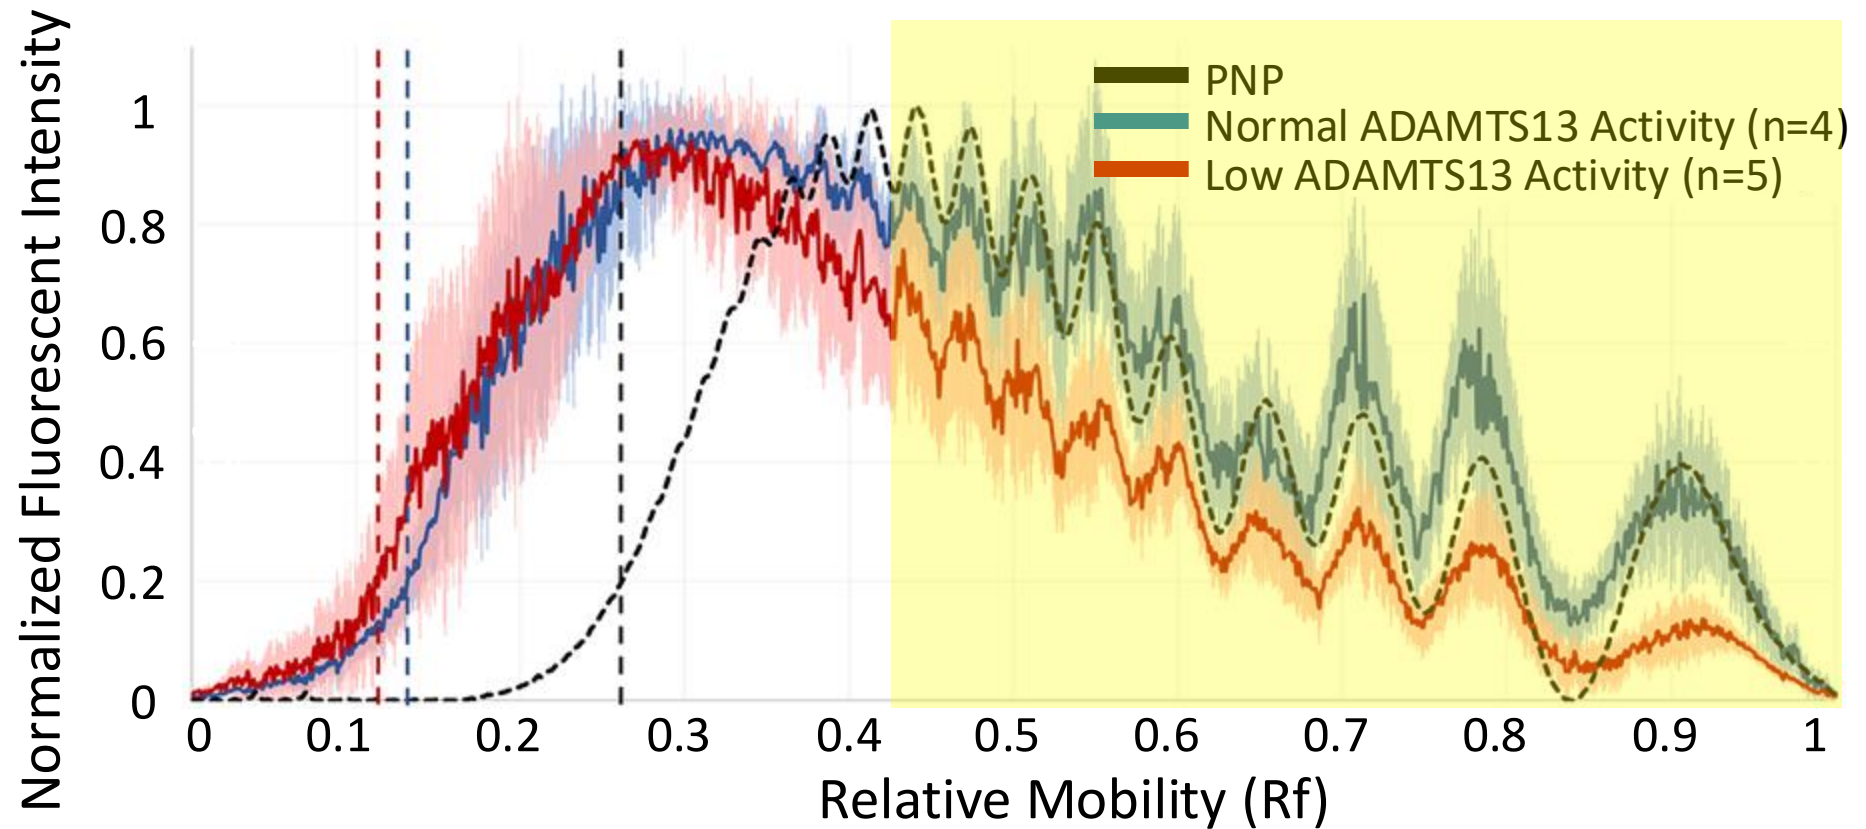 Normalized Fluorescent Intensity
PNP
Normal ADAMTS13 Activity (n=4)
Low ADAMTS13 Activity (n=5)
1
0.8
0.6
0.4
0.2
0
0 0.1 0.2 0.3 0.4 0.5 0.6 0.7 0.8 0.9 1
Relative Mobility (Rf)